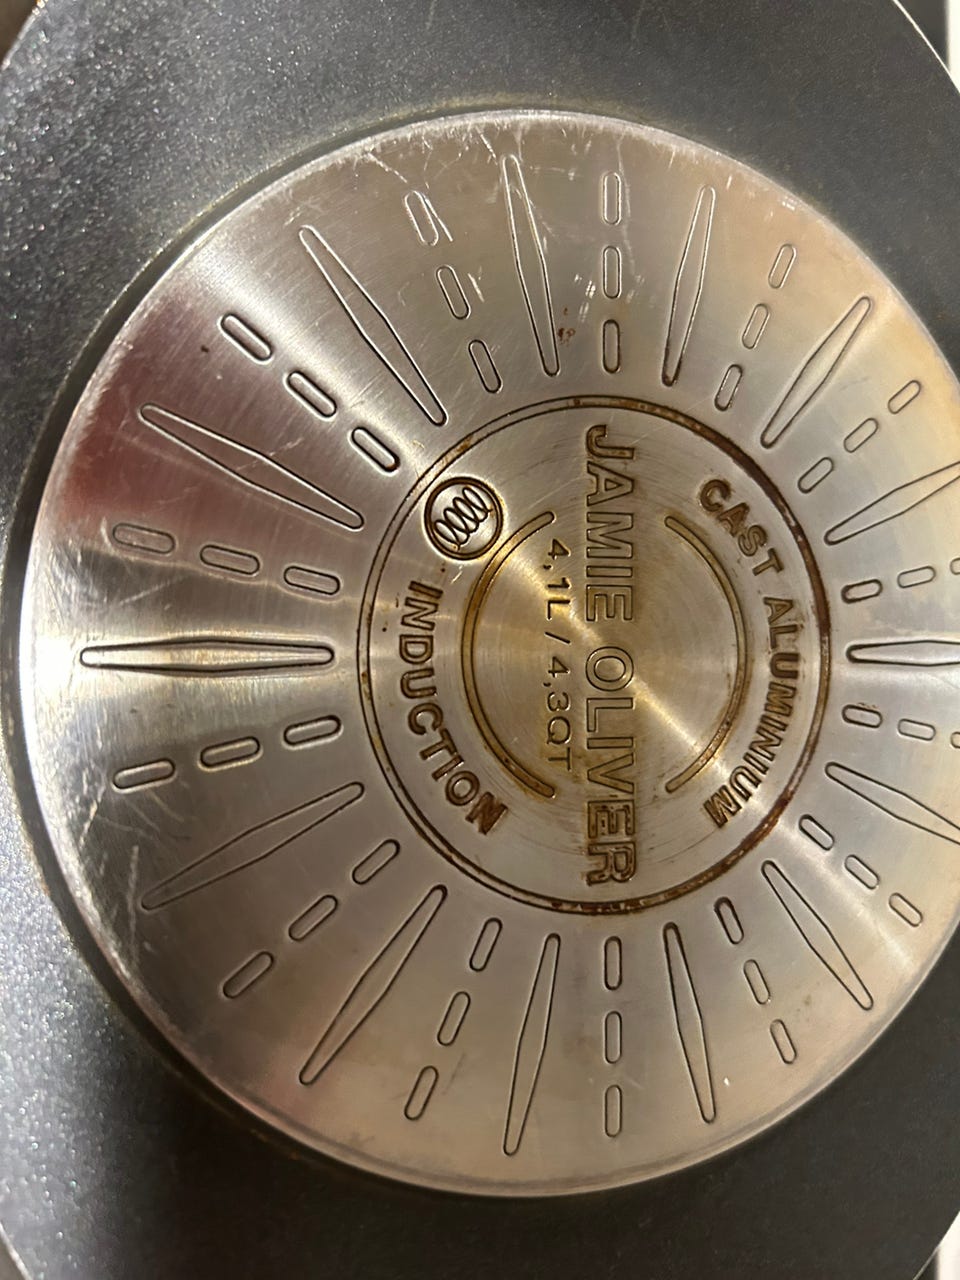 JAMIE OLIVER
4,1L / 4,3QT
CAST ALUMINIUM
INDUCTION